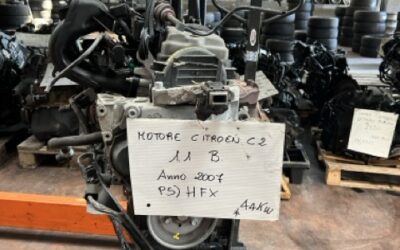 MOTORE CITROEN C2
1.1 B
Anno 2007
PS) HFX
44KW